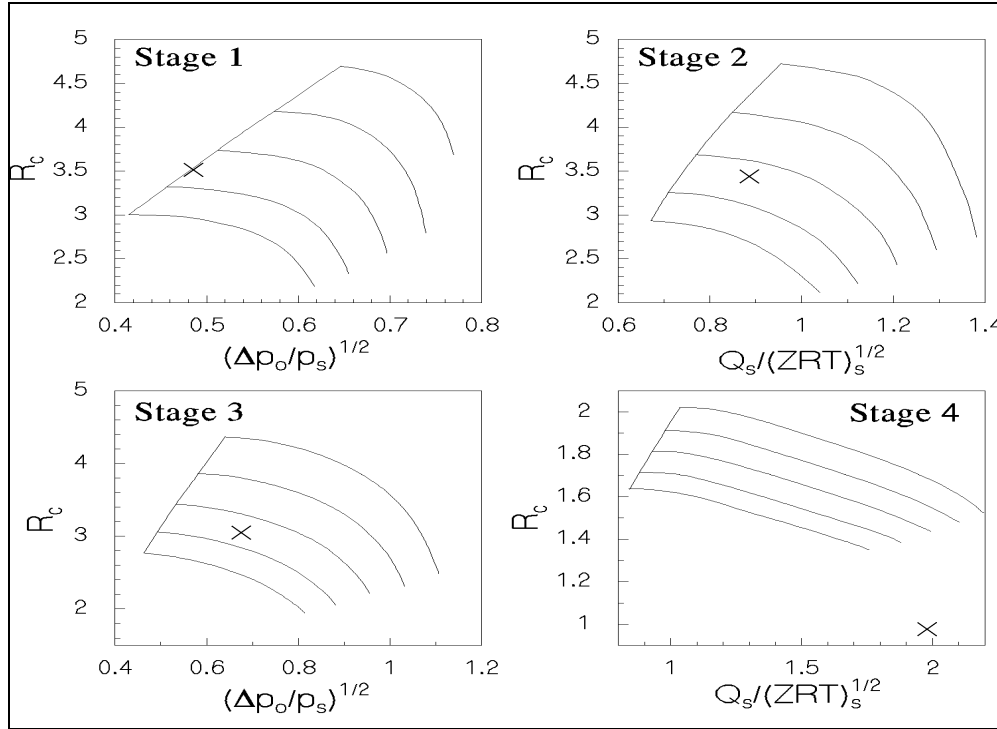 Stage 1
5
4.5
4
3.5
3
2.5
2
R_c
0.4 0.5 0.6 0.7 0.8
(Δp_o/p_s)^1/2
Stage 2
5
4.5
4
3.5
3
2.5
2
R_c
0.6 0.8 1 1.2 1.4
Q_s/(ZRT)_s^1/2
Stage 3
5
4
3
2
R_c
0.4 0.6 0.8 1 1.2
(Δp_o/p_s)^1/2
Stage 4
2
1.8
1.6
1.4
1.2
1
R_c
1 1.5 2
Q_s/(ZRT)_s^1/2